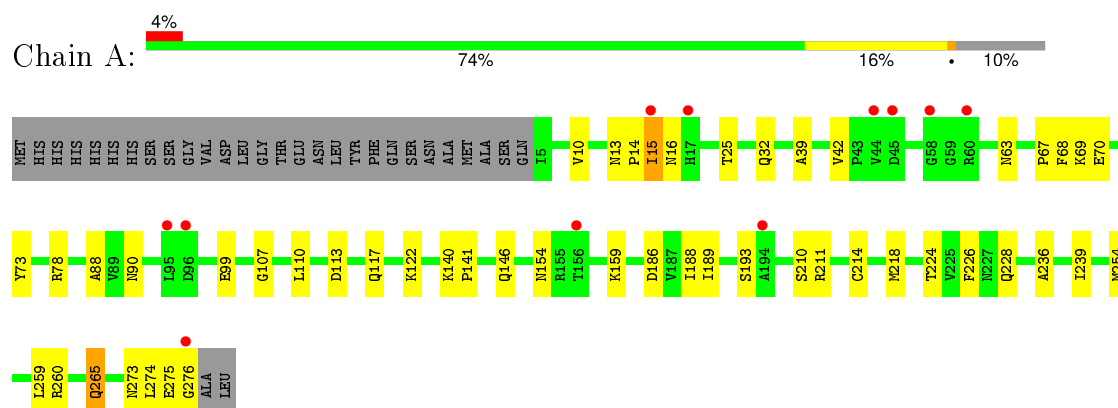 4%
Chain A:
74% 16% • 10%
MET HIS HIS HIS HIS HIS HIS SER SER GLY VAL ASP LEU GLY THR GLU ASN LEU TYR PHE GLN SER ASN ALA MET ALA SER GLN I5 V10 N13 P14 I15 N16 H17 T25 Q32 A39 V42 P43 V44 D45 G58 G59 R60 N63 P67 F68 K69 E70
Y73 R78 A88 V89 N90 L95 D96 E99 G107 L110 D113 Q117 K122 K140 P141 Q146 N154 R155 T156 K159 D186 V187 I188 I189 S193 A194 S210 R211 C214 M218 T224 V225 F226 N227 Q228 A236 I239
L259 R260 Q265 N273 L274 E275 G276 ALA LEU